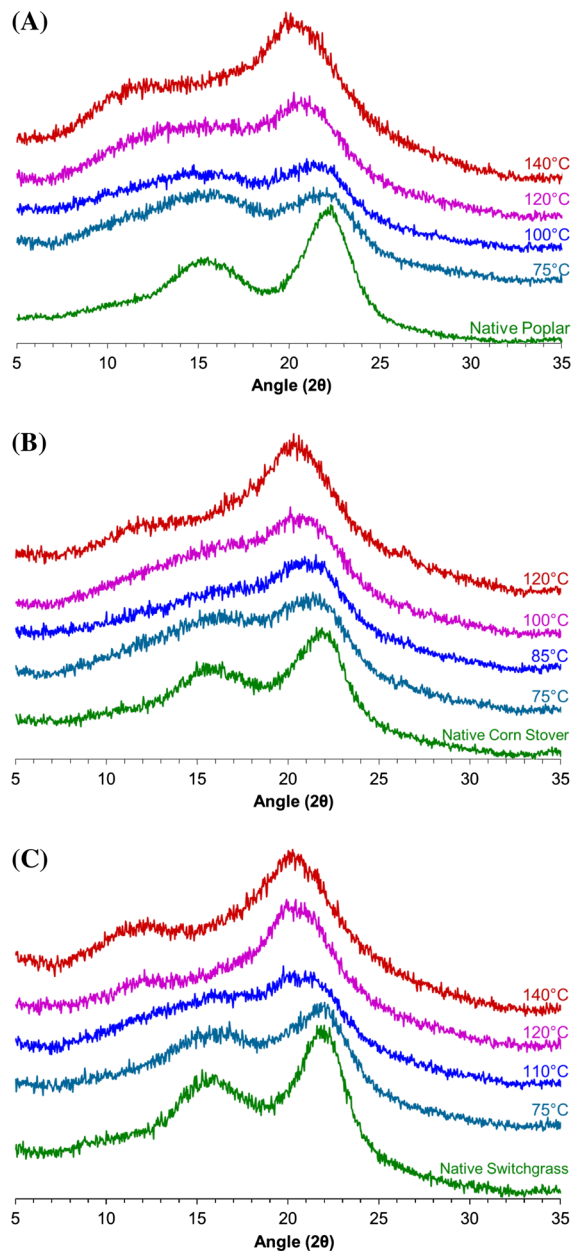 (A)
140°C
120°C
100°C
75°C
Native Poplar
5 10 15 20 25 30 35
Angle (2θ)
(B)
120°C
100°C
85°C
75°C
Native Corn Stover
5 10 15 20 25 30 35
Angle (2θ)
(C)
140°C
120°C
110°C
75°C
Native Switchgrass
5 10 15 20 25 30 35
Angle (2θ)